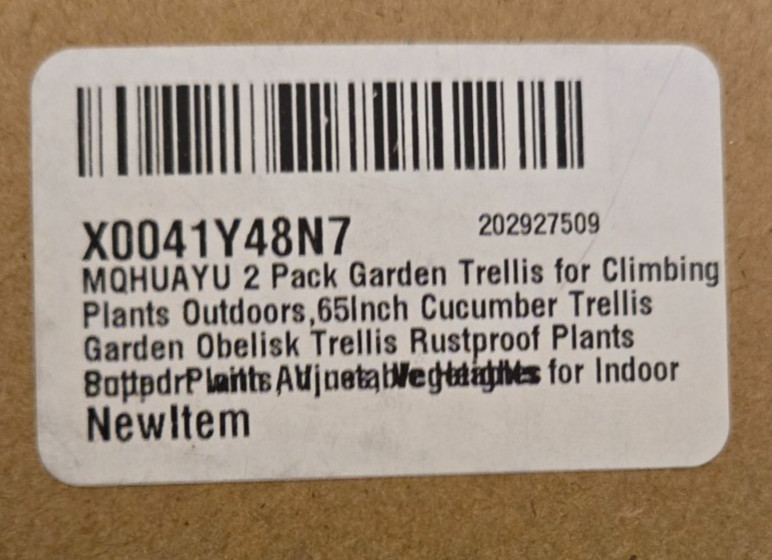 X0041Y48N7
202927509
MQHUAYU 2 Pack Garden Trellis for Climbing
Plants Outdoors,65Inch Cucumber Trellis
Garden Obelisk Trellis Rustproof Plants
for Indoor
NewItem